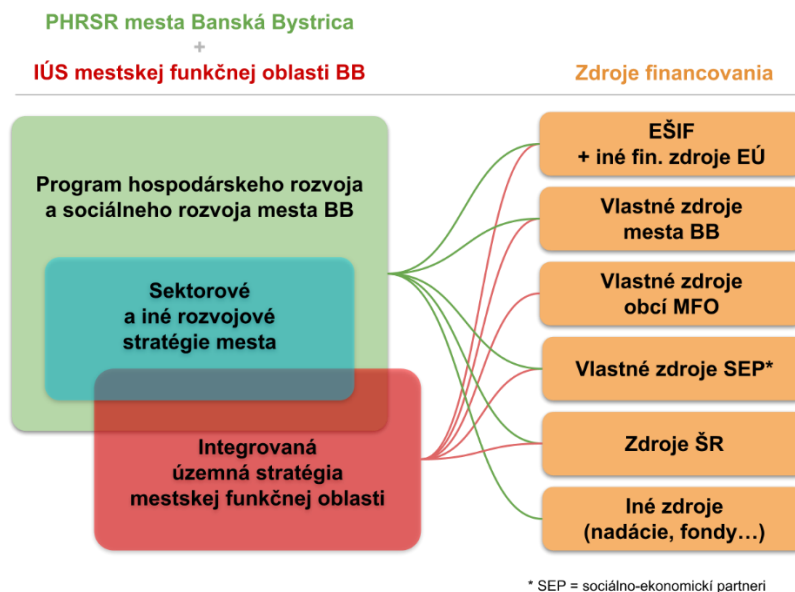 PHRSR mesta Banská Bystrica
+
IÚS mestskej funkčnej oblasti BB
Zdroje financovania
Program hospodárskeho rozvoja
a sociálneho rozvoja mesta BB
Sektorové
a iné rozvojové
stratégie mesta
Integrovaná
územná stratégia
mestskej funkčnej oblasti
EŠIF
+ iné fin. zdroje EÚ
Vlastné zdroje
mesta BB
Vlastné zdroje
obcí MFO
Vlastné zdroje SEP*
Zdroje ŠR
Iné zdroje
(nadácie, fondy…)
* SEP = sociálno-ekonomickí partneri